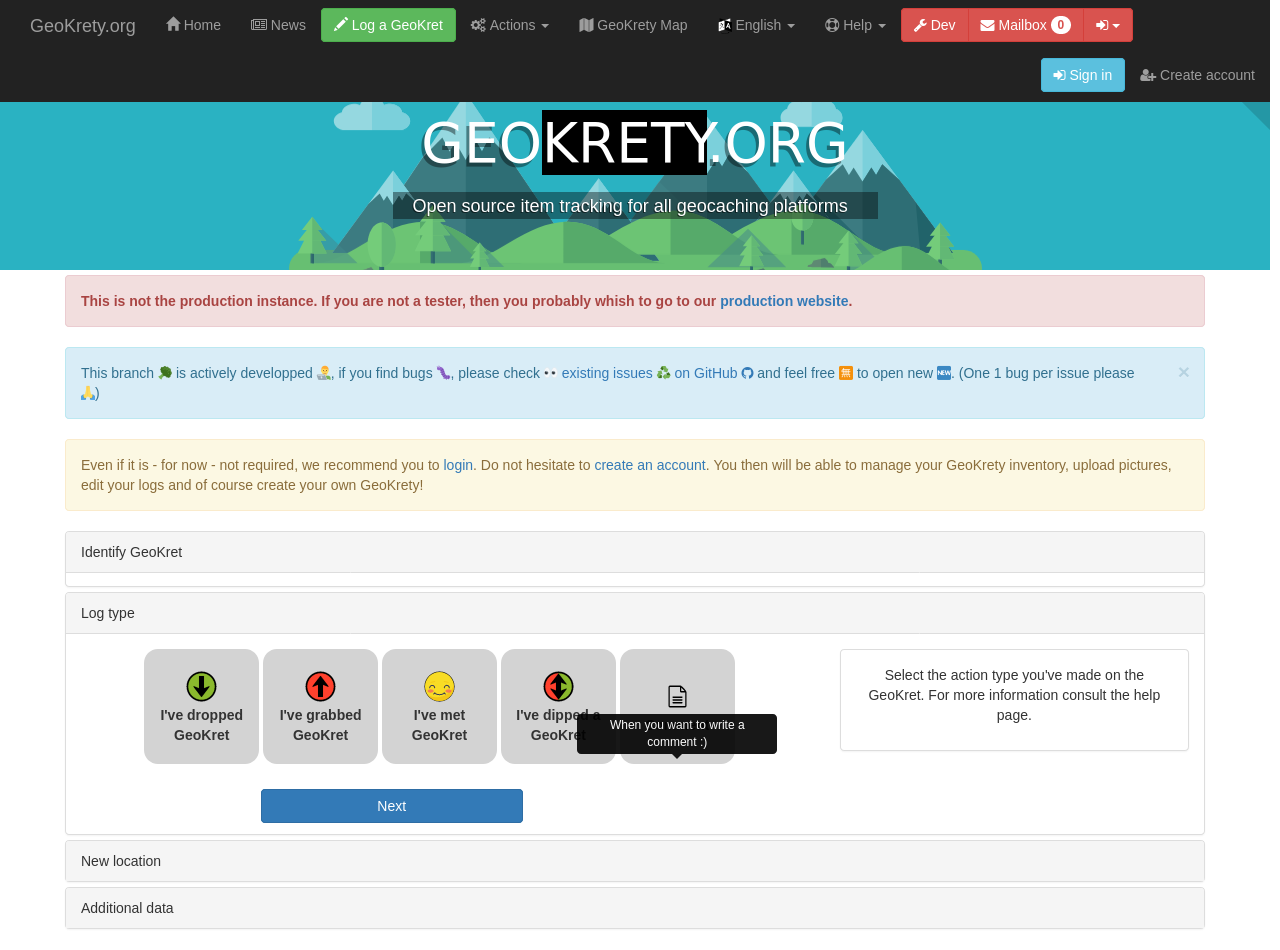 GeoKrety.org Home News Log a GeoKret Actions GeoKrety Map English Help Dev Mailbox 0
Sign in Create account
GEOKRETY.ORG
Open source item tracking for all geocaching platforms
This is not the production instance. If you are not a tester, then you probably whish to go to our production website.
This branch 🌳 is actively developped 👨‍🔬, if you find bugs 🐛, please check 👀 existing issues ♻ on GitHub and feel free 🈚 to open new 🆕. (One 1 bug per issue please
🙏)
×
Even if it is - for now - not required, we recommend you to login. Do not hesitate to create an account. You then will be able to manage your GeoKrety inventory, upload pictures,
edit your logs and of course create your own GeoKrety!
Identify GeoKret
Log type
I've dropped
GeoKret
I've grabbed
GeoKret
I've met
GeoKret
I've dipped a
GeoKret
When you want to write a
comment :)
Select the action type you've made on the
GeoKret. For more information consult the help
page.
Next
New location
Additional data